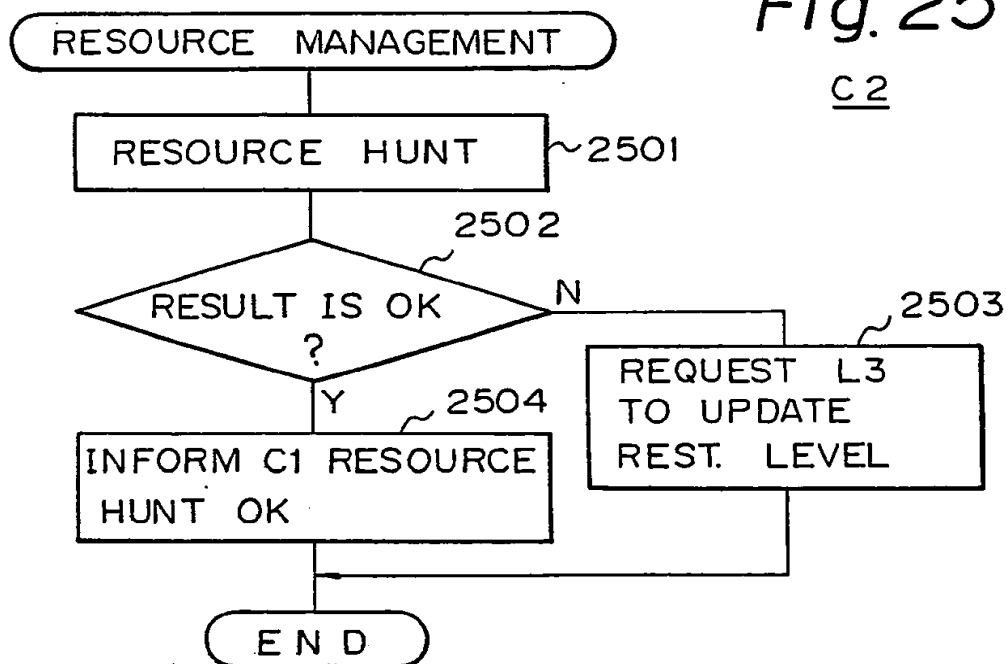 Fig. 25
RESOURCE MANAGEMENT
C2
RESOURCE HUNT
2501
2502
RESULT IS OK
?
N
2503
REQUEST L3
TO UPDATE
REST. LEVEL
Y
2504
INFORM C1 RESOURCE
HUNT OK
END